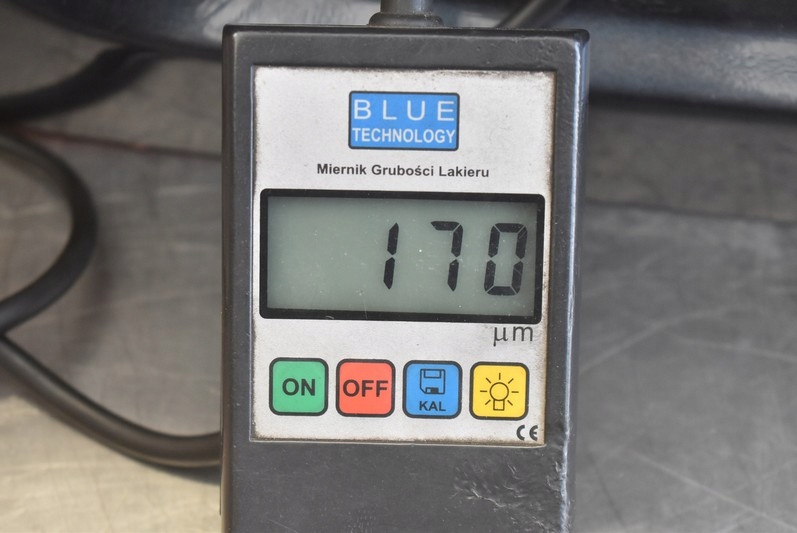 BLUE
TECHNOLOGY
Miernik Grubości Lakieru
170
µm
ON OFF KAL
CE